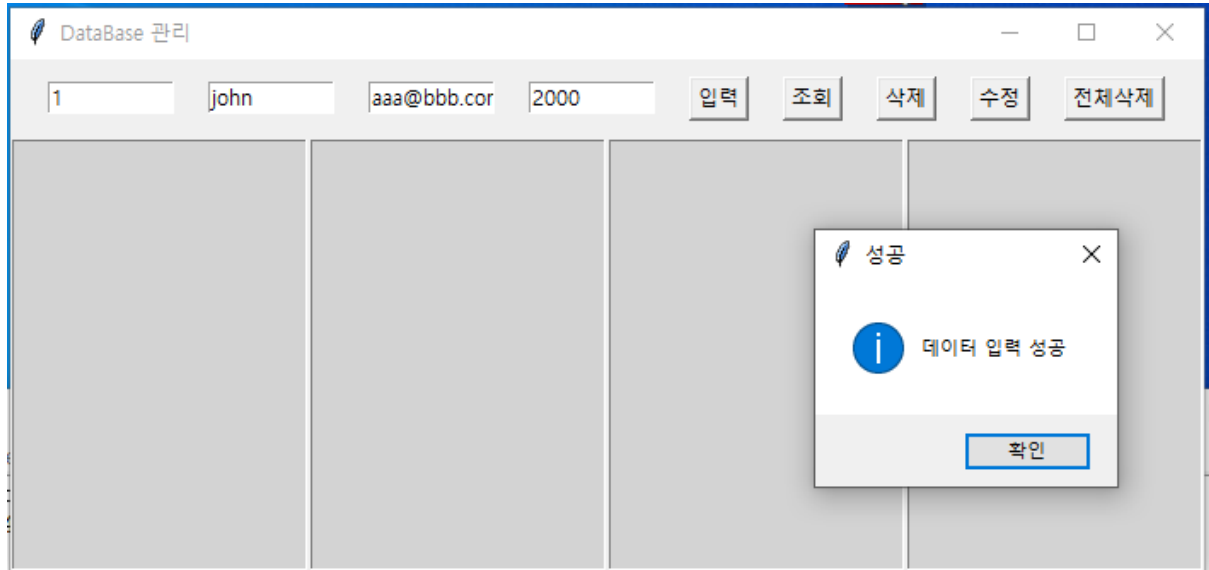 DataBase 관리
1 john aaa@bbb.cor 2000 입력 조회 삭제 수정 전체삭제
성공
데이터 입력 성공
확인